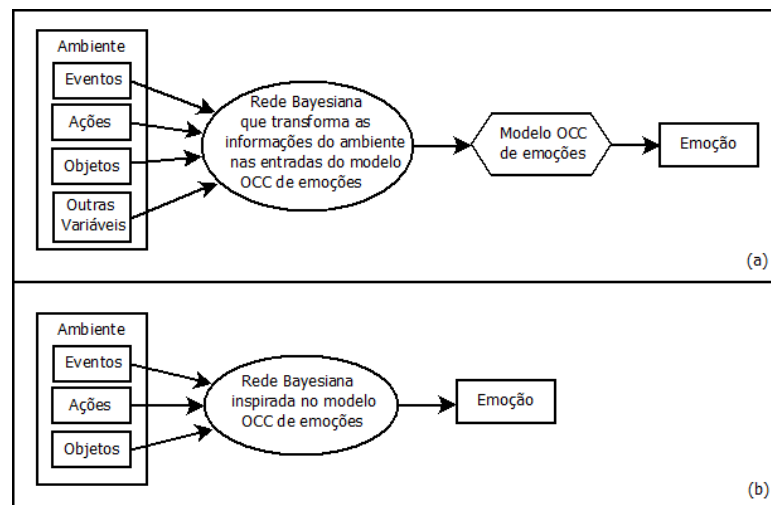 Ambiente
Eventos
Ações
Objetos
Outras
Variáveis
Rede Bayesiana
que transforma as
informações do ambiente
nas entradas do modelo
OCC de emoções
Modelo OCC
de emoções
Emoção
(a)
Ambiente
Eventos
Ações
Objetos
Rede Bayesiana
inspirada no modelo
OCC de emoções
Emoção
(b)